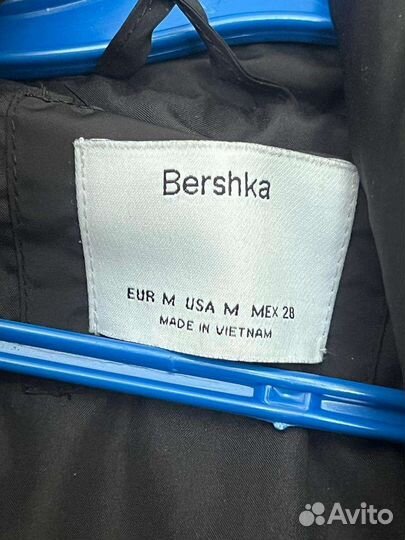 Bershka
EUR M USA M MEX 28
MADE IN VIETNAM
Avito